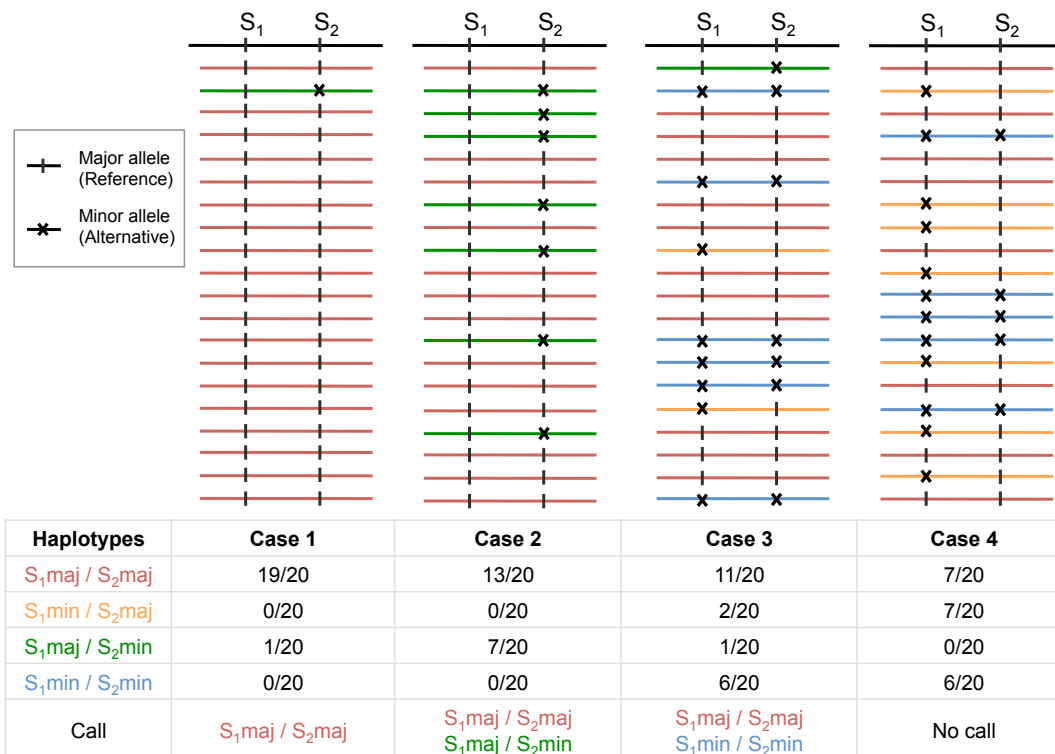 S₁ S₂ S₁ S₂ S₁ S₂ S₁ S₂
Major allele
(Reference)
Minor allele
(Alternative)
Haplotypes Case 1 Case 2 Case 3 Case 4
S₁maj / S₂maj 19/20 13/20 11/20 7/20
S₁min / S₂maj 0/20 0/20 2/20 7/20
S₁maj / S₂min 1/20 7/20 1/20 0/20
S₁min / S₂min 0/20 0/20 6/20 6/20
Call S₁maj / S₂maj S₁maj / S₂maj S₁maj / S₂maj No call
S₁maj / S₂min S₁min / S₂min